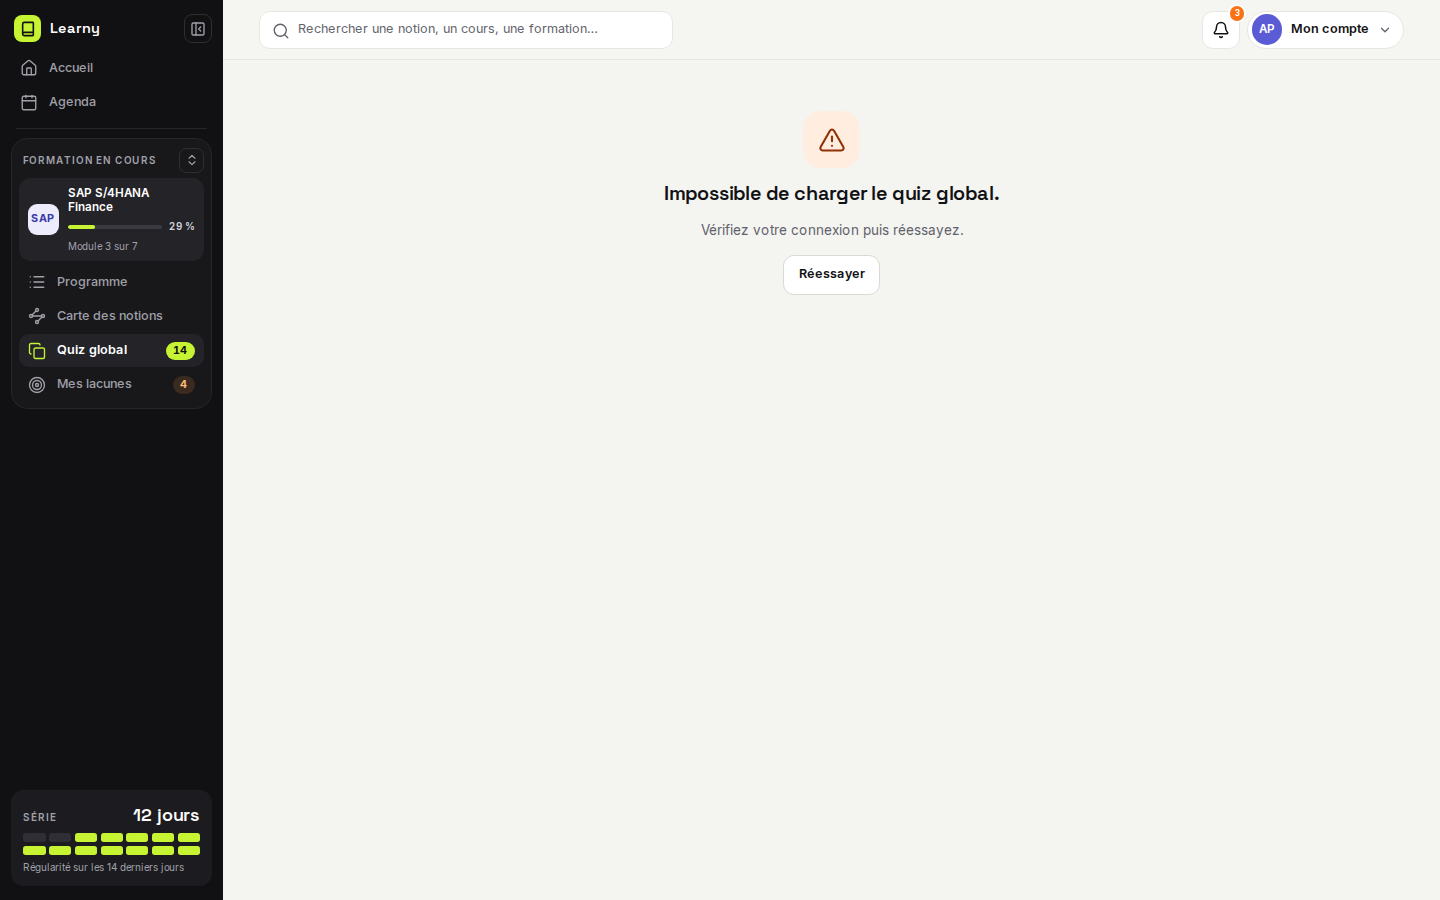 Learny
Accueil
Agenda
FORMATION EN COURS
SAP
SAP S/4HANA
Finance
29 %
Module 3 sur 7
Programme
Carte des notions
Quiz global
14
Mes lacunes
4
SÉRIE
12 jours
Régularité sur les 14 derniers jours
Rechercher une notion, un cours, une formation...
3
AP
Mon compte
Impossible de charger le quiz global.
Vérifiez votre connexion puis réessayez.
Réessayer